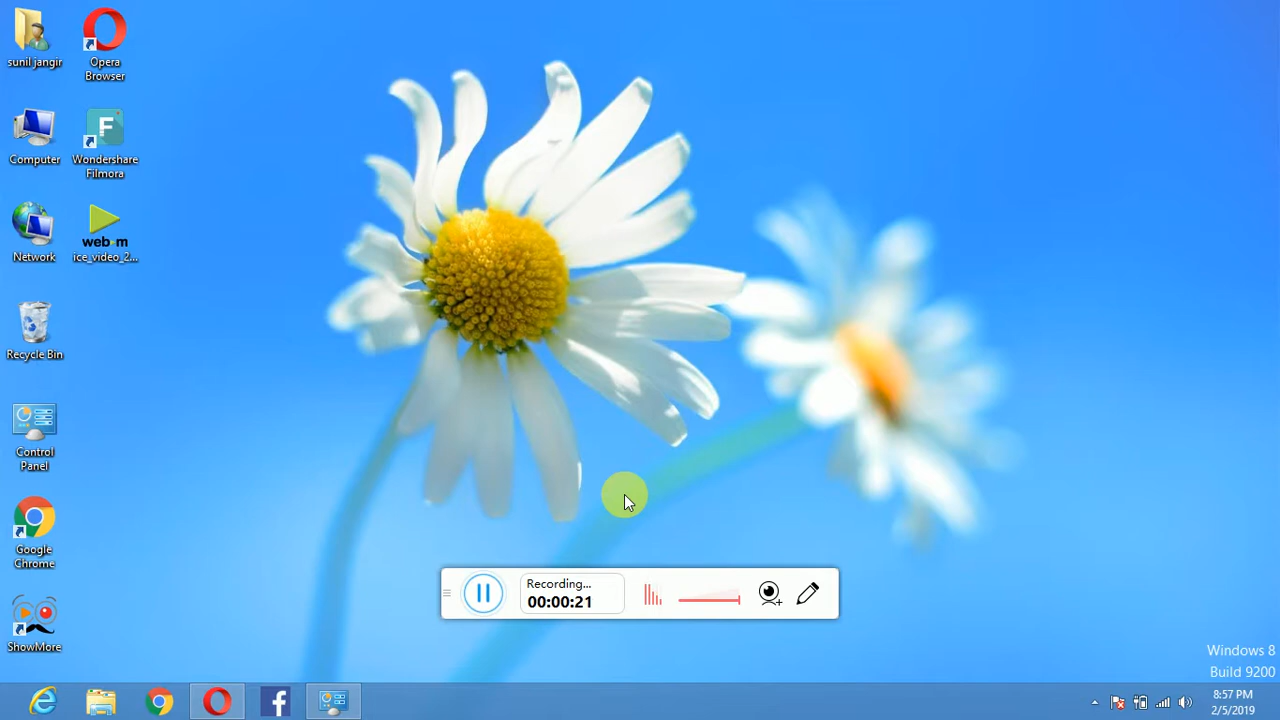 sunil jangir
Opera
Browser
Computer
F
Wondershare
Filmora
Network
webm
ice_video_2...
Recycle Bin
Control
Panel
Google
Chrome
ShowMore
Recording...
00:00:21
Windows 8
Build 9200
8:57 PM
2/5/2019